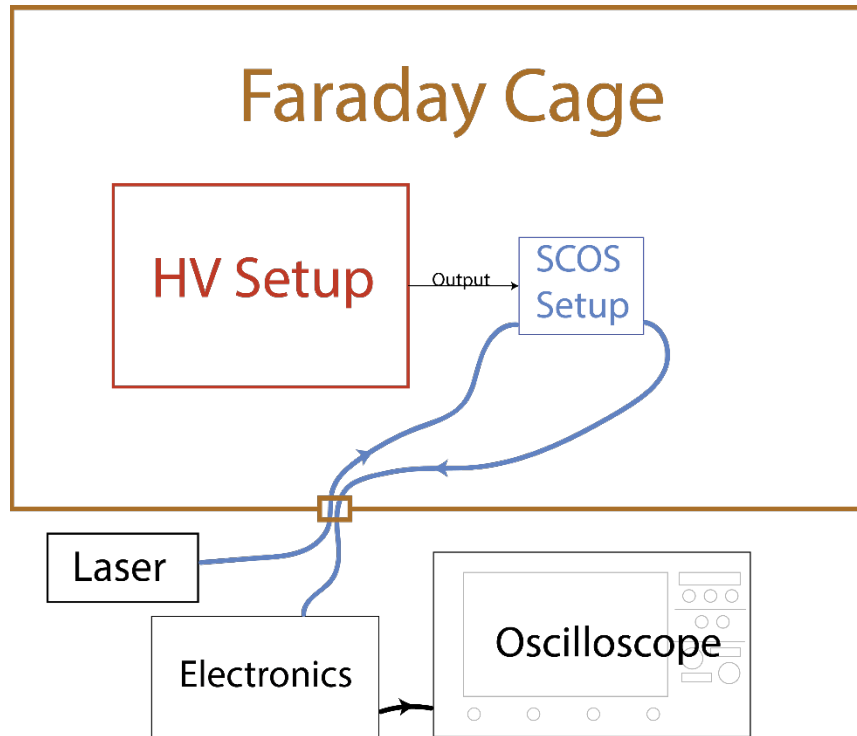 Faraday Cage
HV Setup
Output
SCOS
Setup
Laser
Electronics
Oscilloscope